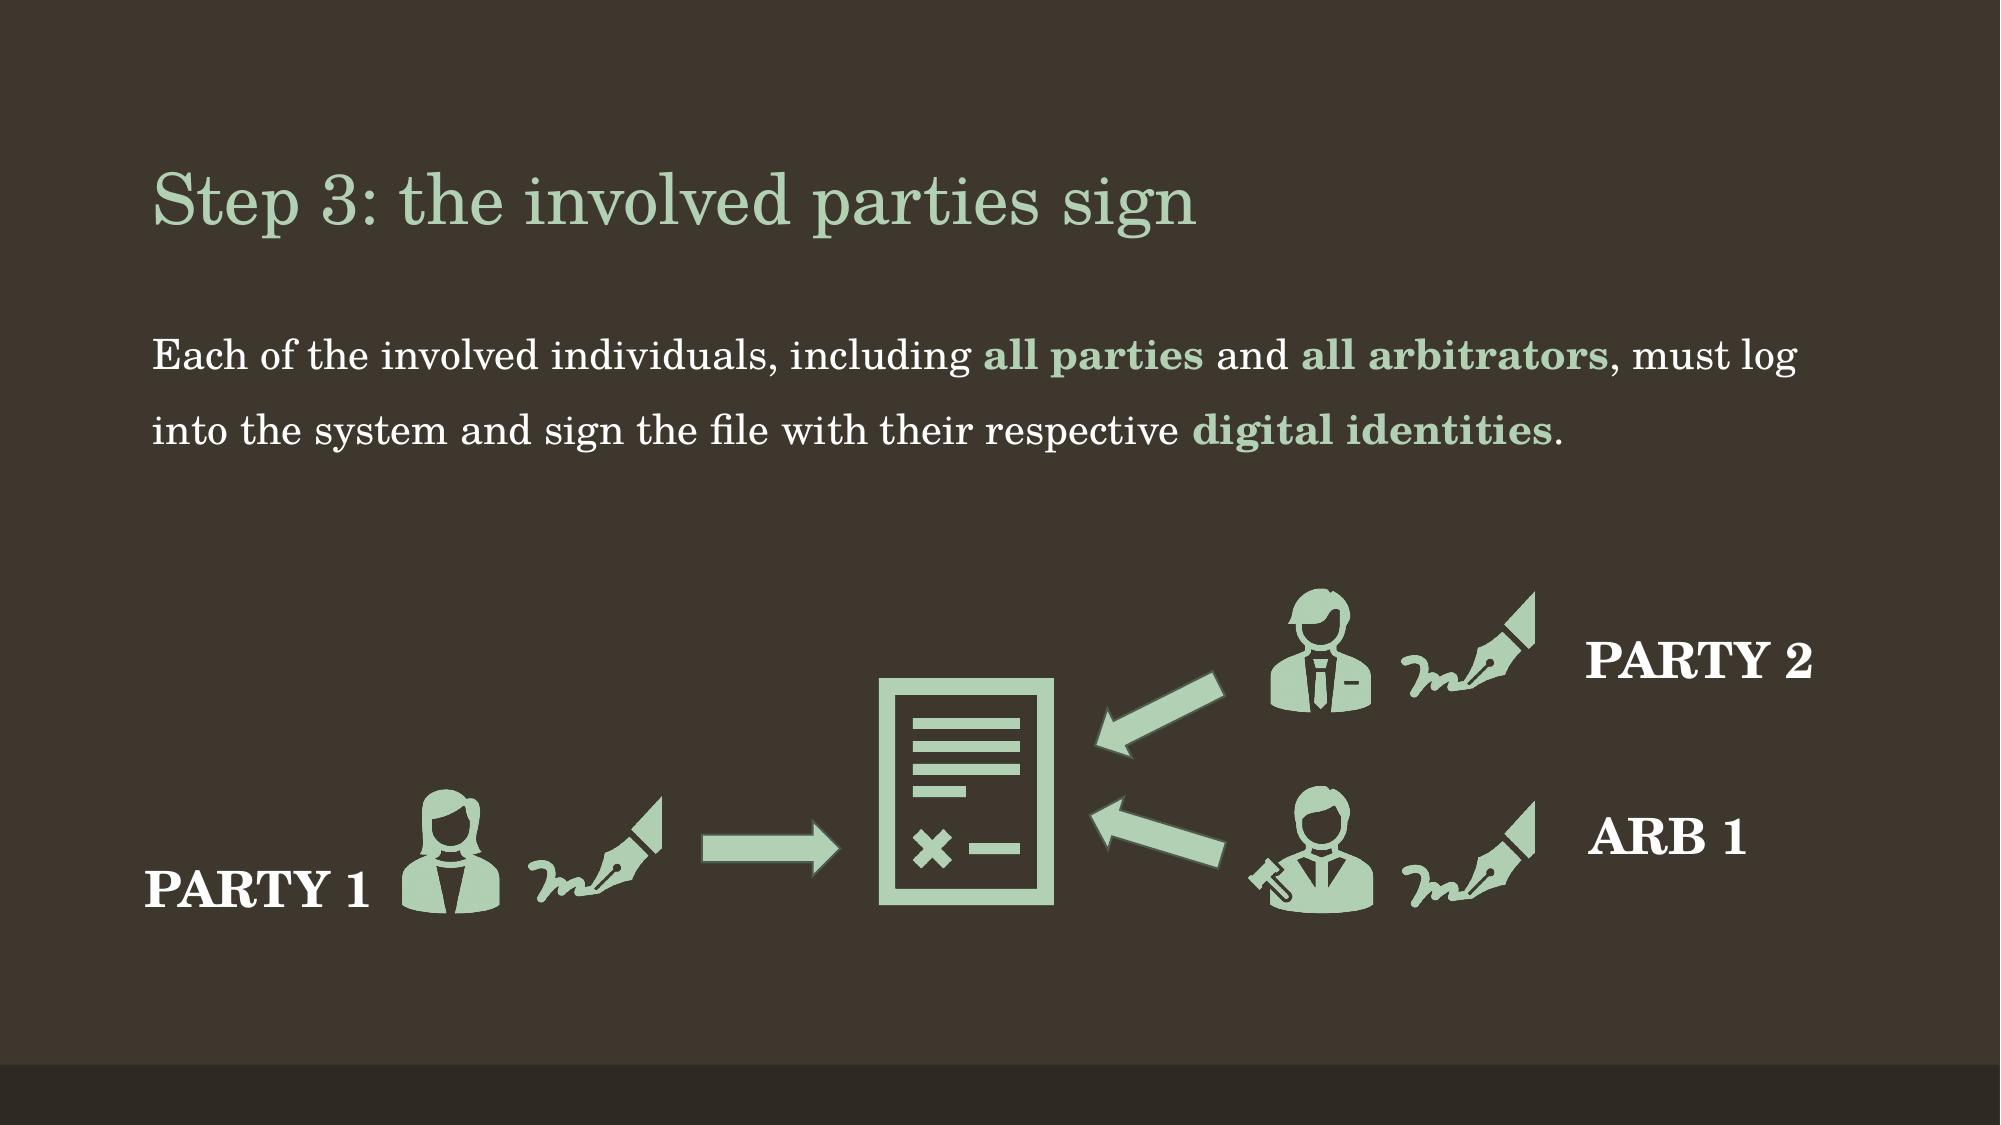 Step 3: the involved parties sign
Each of the involved individuals, including all parties and all arbitrators, must log
into the system and sign the file with their respective digital identities.
PARTY 2
ARB 1
PARTY 1